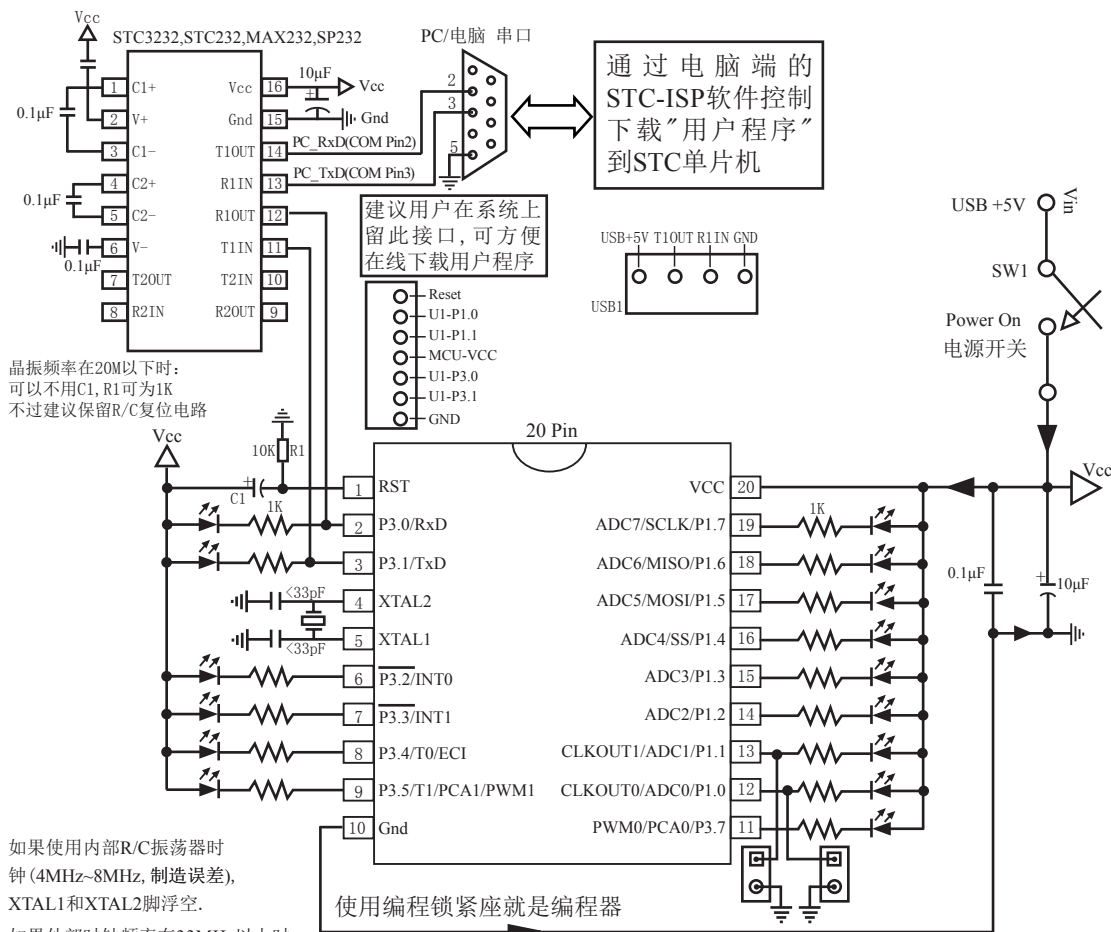 Vcc
STC3232,STC232,MAX232,SP232
PC/电脑 串口
1 C1+ Vcc 16
10μF
Vcc
0.1μF
2 V+ Gnd 15
Gnd
3 C1- T1OUT 14
PC_RxD(COM Pin2)
4 C2+ R1IN 13
PC_TxD(COM Pin3)
0.1μF
5 C2- R1OUT 12
6 V- T1IN 11
0.1μF
7 T2OUT T2IN 10
8 R2IN R2OUT 9
2
3
5
通过电脑端的
STC-ISP软件控制
下载"用户程序"
到STC单片机
建议用户在系统上
留此接口,可方便
在线下载用户程序
Reset
U1-P1.0
U1-P1.1
MCU-VCC
U1-P3.0
U1-P3.1
GND
USB+5V T1OUT R1IN GND
USB1
USB +5V
Vin
SW1
Power On
电源开关
晶振频率在20M以下时:
可以不用C1,R1可为1K
不过建议保留R/C复位电路
Vcc
10K R1
+
C1
1K
20 Pin
1 RST VCC 20
2 P3.0/RxD ADC7/SCLK/P1.7 19
3 P3.1/TxD ADC6/MISO/P1.6 18
4 XTAL2 ADC5/MOSI/P1.5 17
5 XTAL1 ADC4/SS/P1.4 16
6 P3.2/INT0 ADC3/P1.3 15
7 P3.3/INT1 ADC2/P1.2 14
8 P3.4/T0/ECI CLKOUT1/ADC1/P1.1 13
9 P3.5/T1/PCA1/PWM1 CLKOUT0/ADC0/P1.0 12
10 Gnd PWM0/PCA0/P3.7 11
<33pF
<33pF
1K
Vcc
0.1μF
+
10μF
如果使用内部R/C振荡器时
钟(4MHz~8MHz,制造误差),
XTAL1和XTAL2脚浮空.
使用编程锁紧座就是编程器